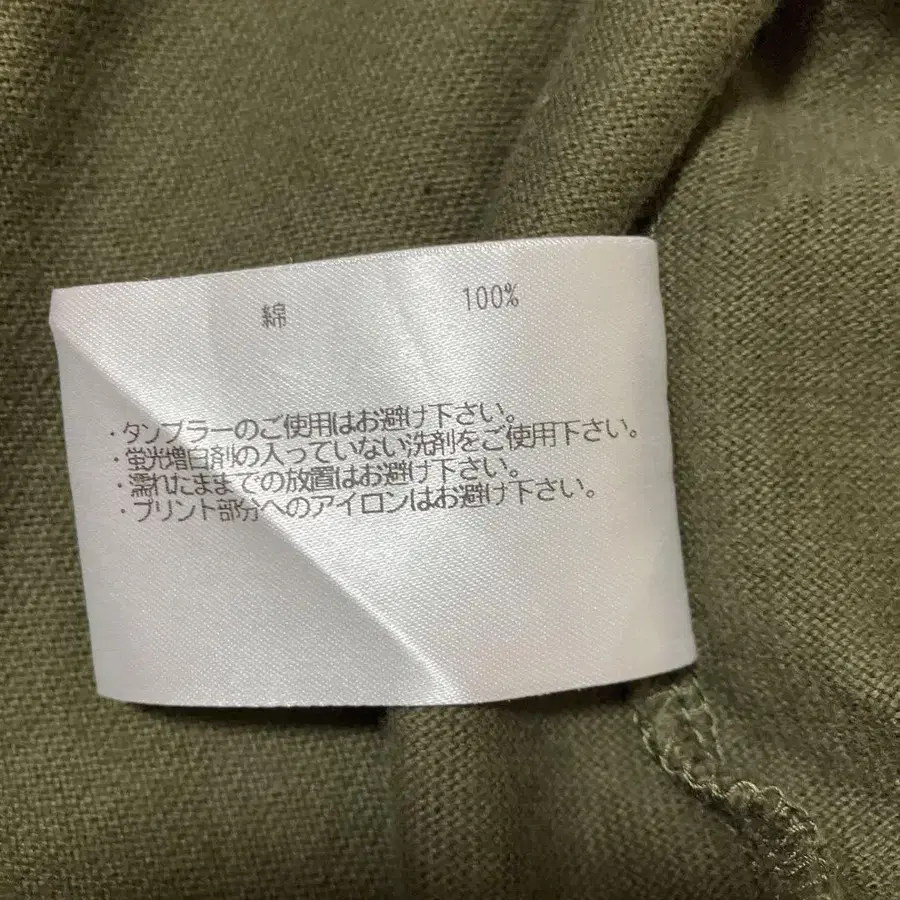 綿 100%
・タンブラーのご使用はお避け下さい。
・蛍光増白剤の入っていない洗剤をご使用下さい。
・濡れたままでの放置はお避け下さい。
・プリント部分へのアイロンはお避け下さい。